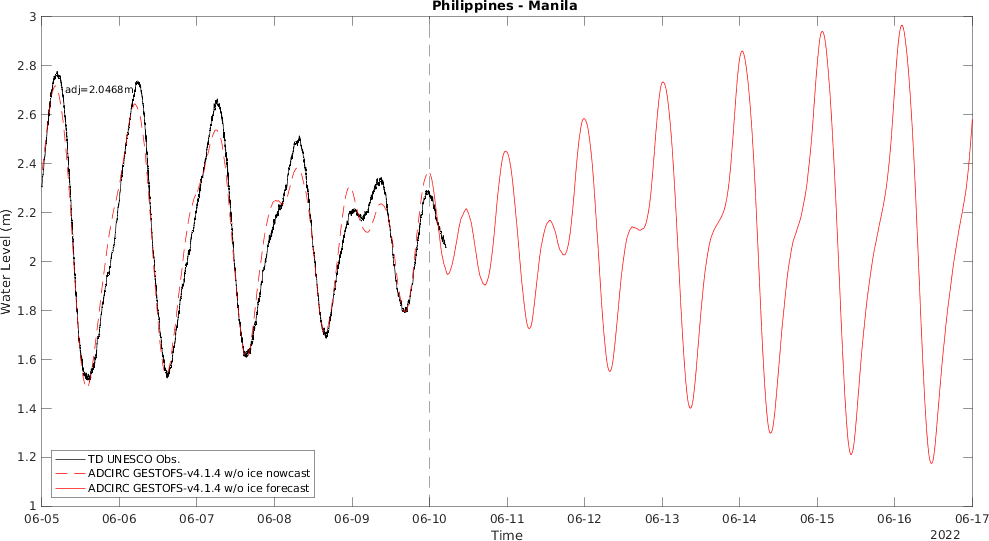 Philippines - Manila
3
2.8
2.6
2.4
2.2
2
1.8
1.6
1.4
1.2
1
Water Level (m)
adj=2.0468m
TD UNESCO Obs.
ADCIRC GESTOFS-v4.1.4 w/o ice nowcast
ADCIRC GESTOFS-v4.1.4 w/o ice forecast
06-05 06-06 06-07 06-08 06-09 06-10 06-11 06-12 06-13 06-14 06-15 06-16 06-17
Time
2022